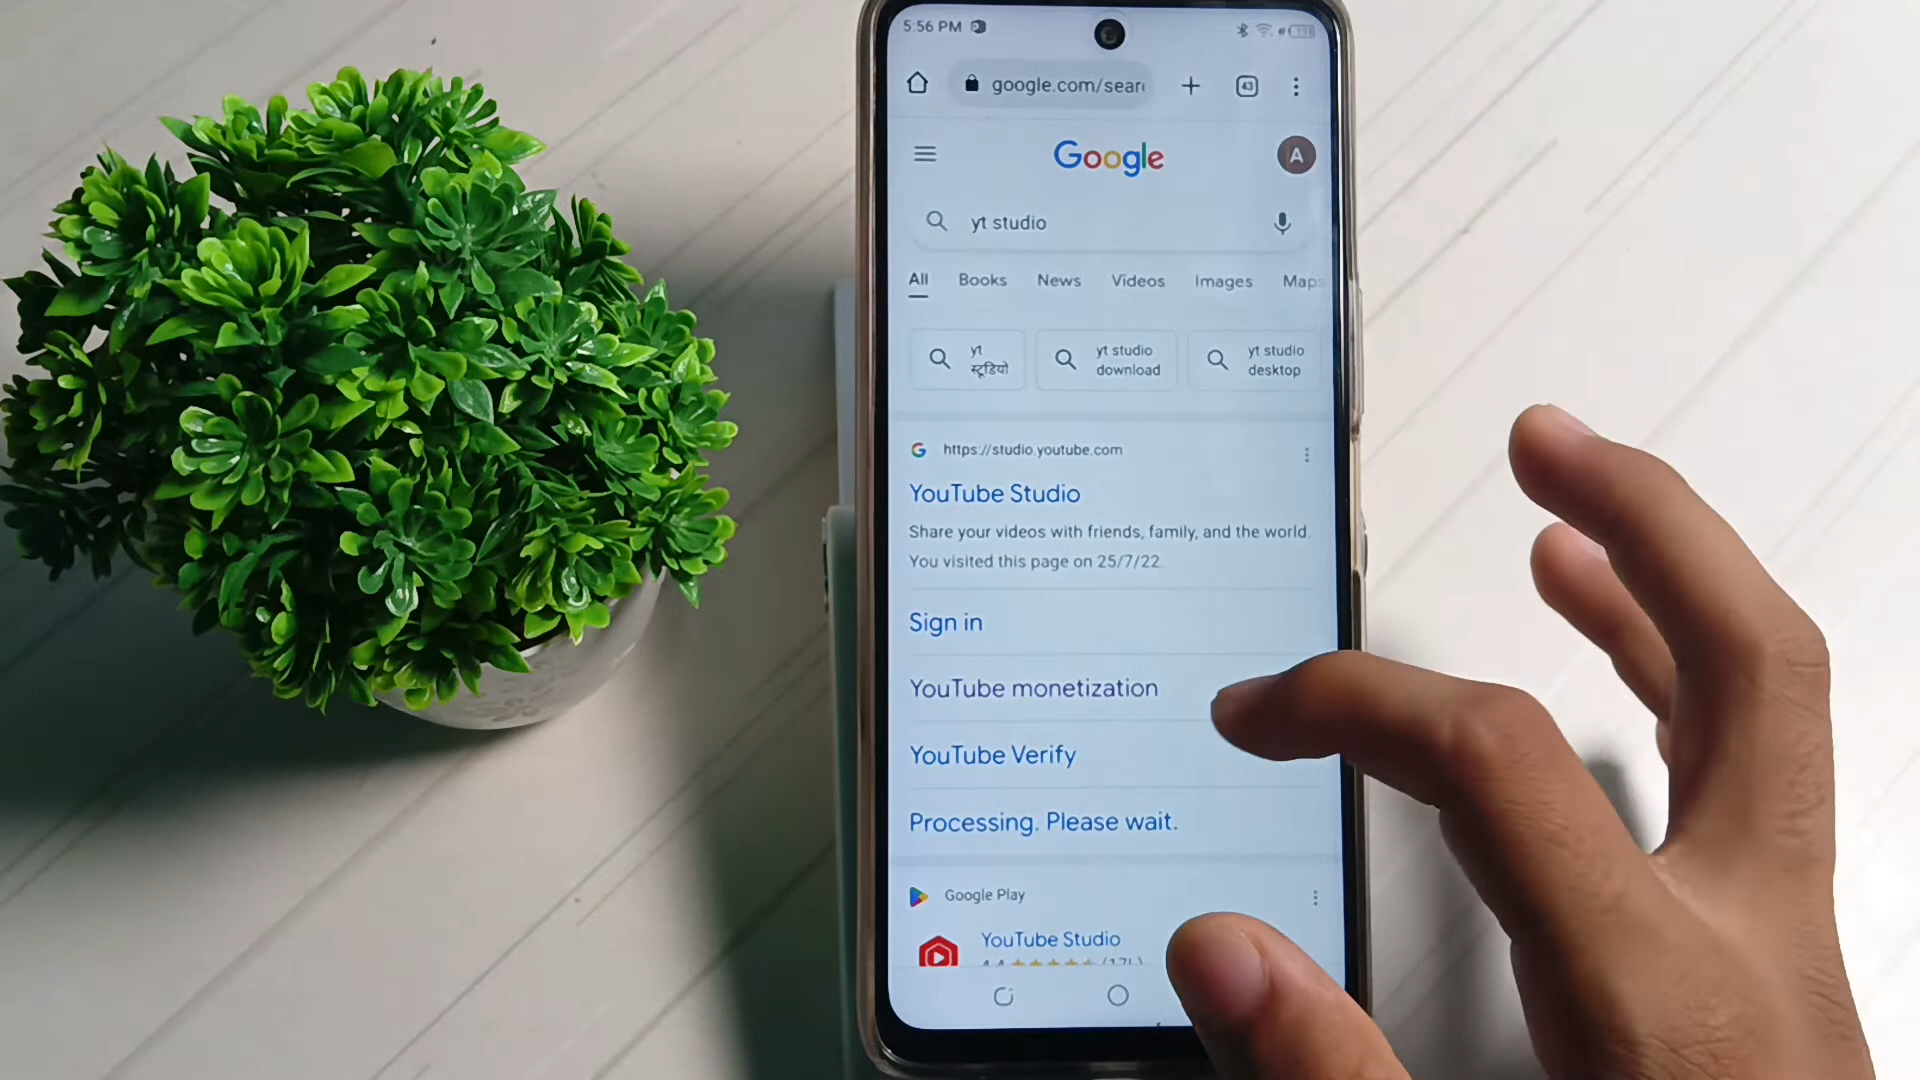 5:56 PM
google.com/sear
43
Google
A
yt studio
All Books News Videos Images Maps
yt
स्टूडियो
yt studio
download
yt studio
desktop
https://studio.youtube.com
YouTube Studio
Share your videos with friends, family, and the world.
You visited this page on 25/7/22.
Sign in
YouTube monetization
YouTube Verify
Processing. Please wait.
Google Play
YouTube Studio